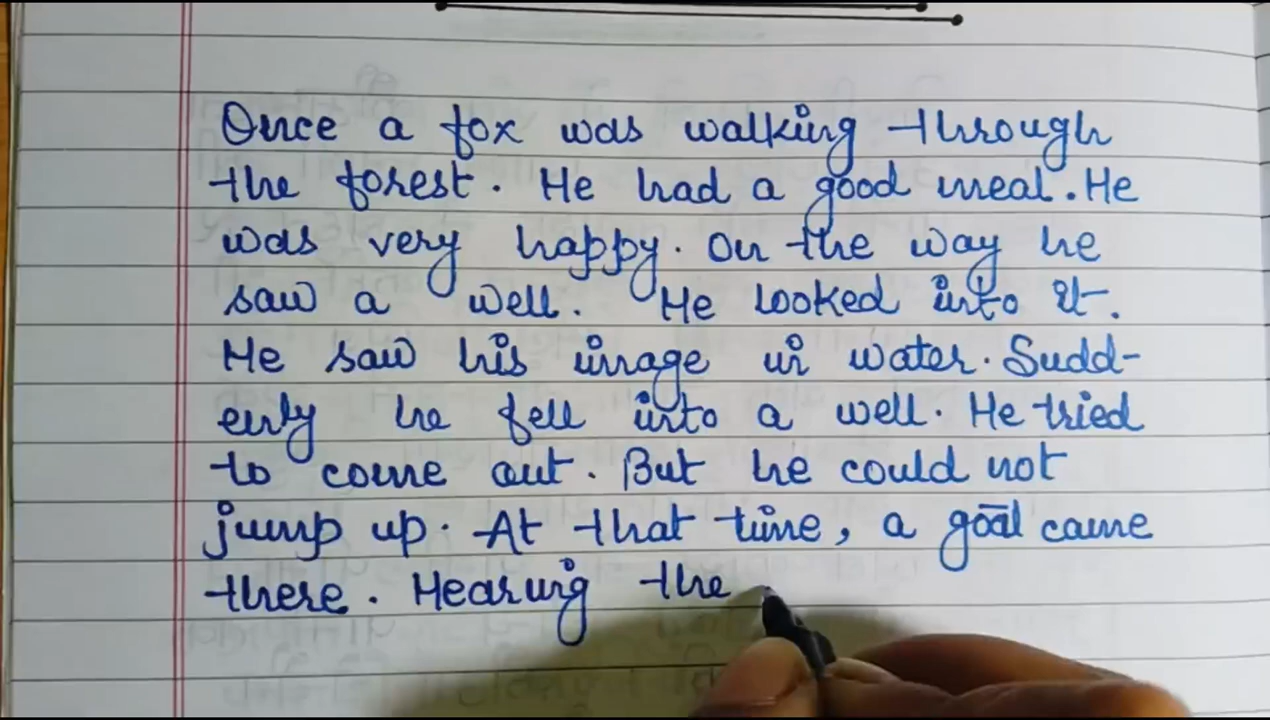 Once a fox was walking through
the forest. He had a good meal. He
was very happy. On the way he
saw a well. He looked into it.
He saw his image in water. Sudd-
enly he fell into a well. He tried
to come out. But he could not
jump up. At that time, a goat came
there. Hearing the